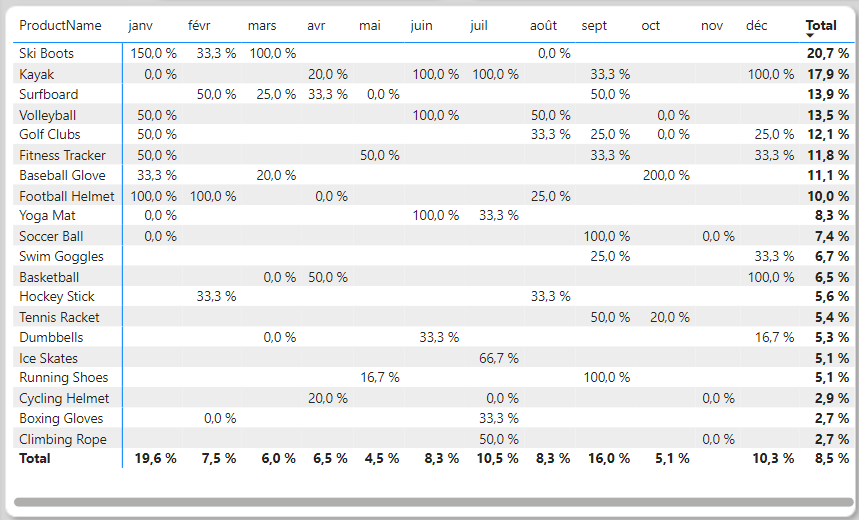 ProductName janv févr mars avr mai juin juil août sept oct nov déc Total
Ski Boots 150,0 % 33,3 % 100,0 % 0,0 % 20,7 %
Kayak 0,0 % 20,0 % 100,0 % 100,0 % 33,3 % 100,0 % 17,9 %
Surfboard 50,0 % 25,0 % 33,3 % 0,0 % 50,0 % 13,9 %
Volleyball 50,0 % 100,0 % 50,0 % 0,0 % 13,5 %
Golf Clubs 50,0 % 33,3 % 25,0 % 0,0 % 25,0 % 12,1 %
Fitness Tracker 50,0 % 50,0 % 33,3 % 33,3 % 11,8 %
Baseball Glove 33,3 % 20,0 % 200,0 % 11,1 %
Football Helmet 100,0 % 100,0 % 0,0 % 25,0 % 10,0 %
Yoga Mat 0,0 % 100,0 % 33,3 % 8,3 %
Soccer Ball 0,0 % 100,0 % 0,0 % 7,4 %
Swim Goggles 25,0 % 33,3 % 6,7 %
Basketball 0,0 % 50,0 % 100,0 % 6,5 %
Hockey Stick 33,3 % 33,3 % 5,6 %
Tennis Racket 50,0 % 20,0 % 5,4 %
Dumbbells 0,0 % 33,3 % 16,7 % 5,3 %
Ice Skates 66,7 % 5,1 %
Running Shoes 16,7 % 100,0 % 5,1 %
Cycling Helmet 20,0 % 0,0 % 0,0 % 2,9 %
Boxing Gloves 0,0 % 33,3 % 2,7 %
Climbing Rope 50,0 % 0,0 % 2,7 %
Total 19,6 % 7,5 % 6,0 % 6,5 % 4,5 % 8,3 % 10,5 % 8,3 % 16,0 % 5,1 % 10,3 % 8,5 %